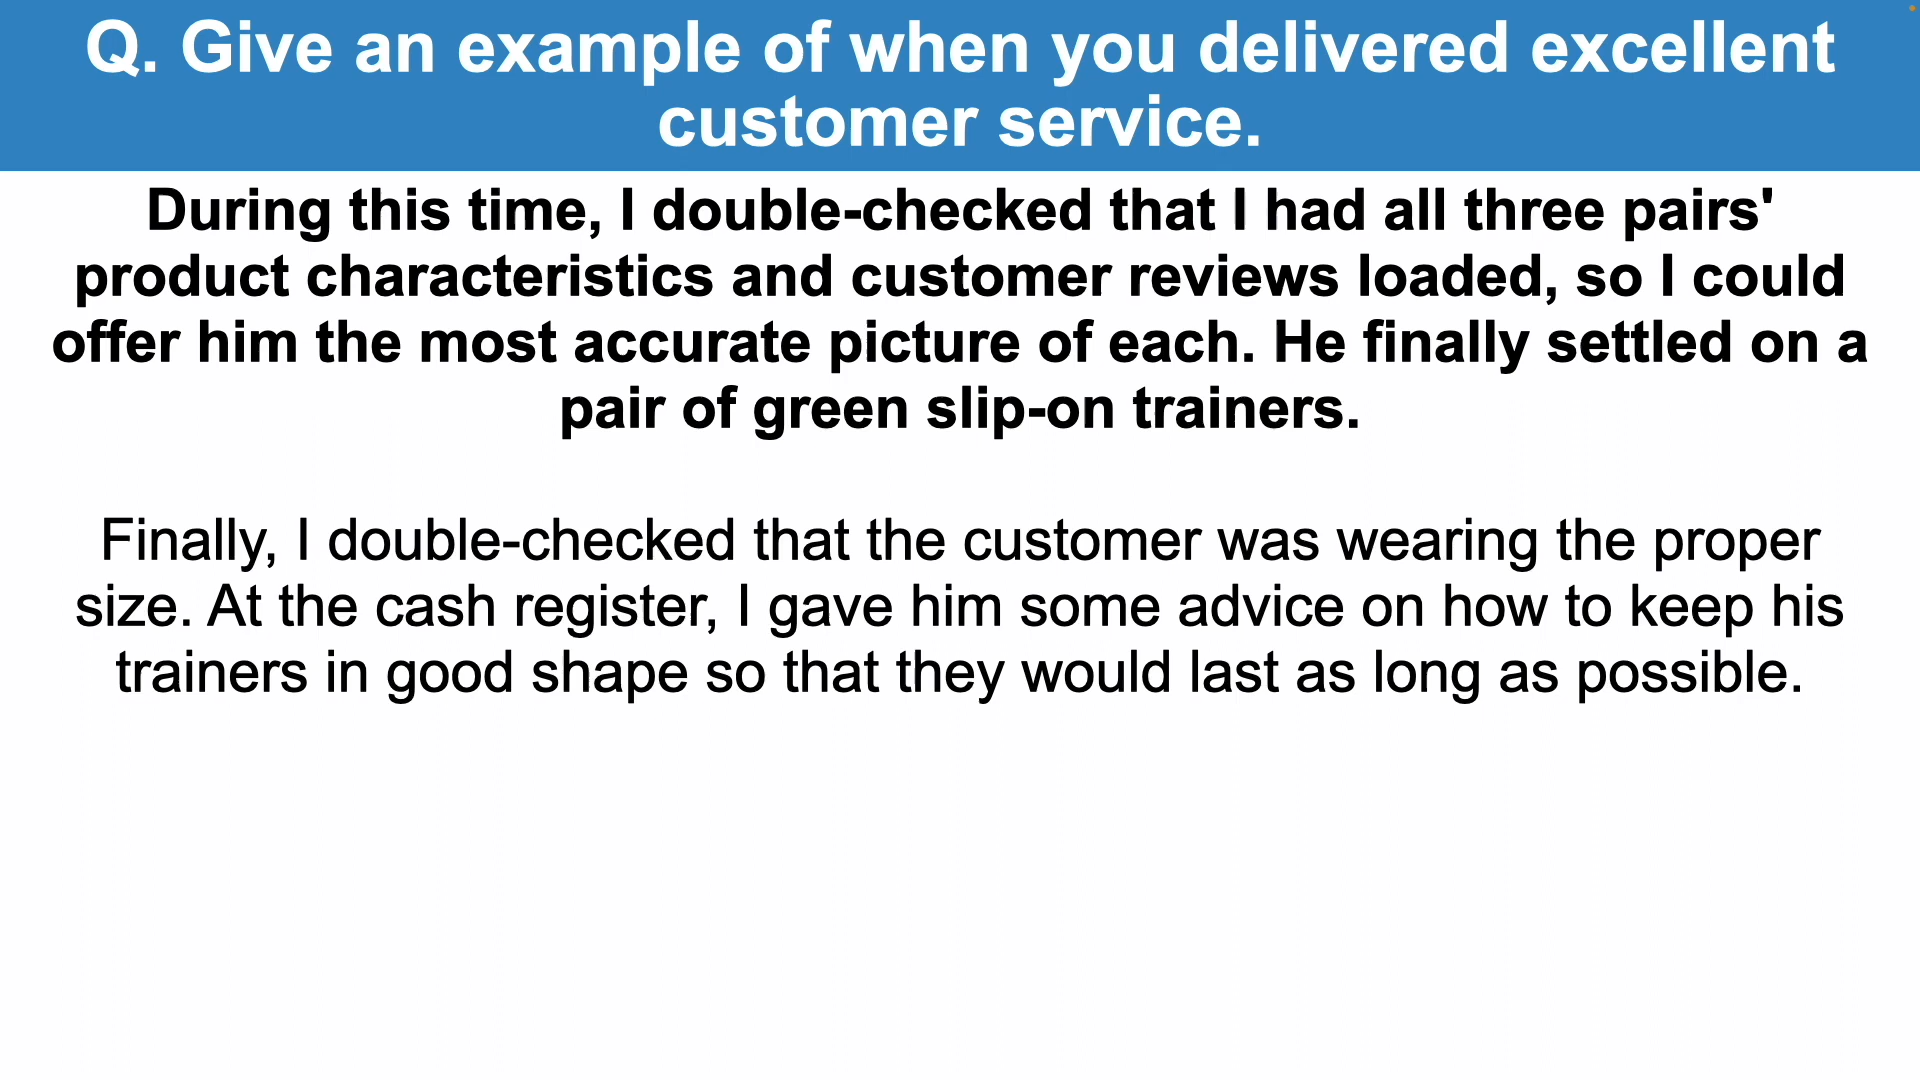 Q. Give an example of when you delivered excellent
customer service.
During this time, I double-checked that I had all three pairs'
product characteristics and customer reviews loaded, so I could
offer him the most accurate picture of each. He finally settled on a
pair of green slip-on trainers.
Finally, I double-checked that the customer was wearing the proper
size. At the cash register, I gave him some advice on how to keep his
trainers in good shape so that they would last as long as possible.